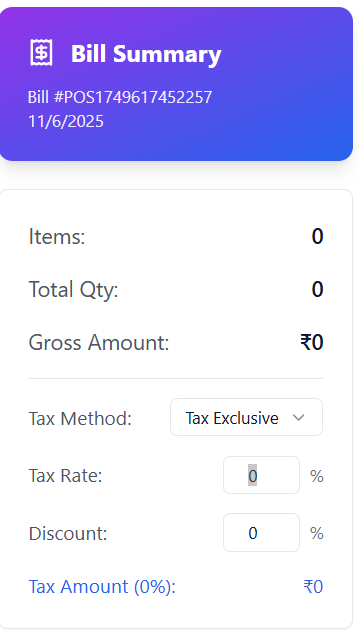 Bill Summary
Bill #POS1749617452257
11/6/2025
Items: 0
Total Qty: 0
Gross Amount: ₹0
Tax Method: Tax Exclusive
Tax Rate: 0 %
Discount: 0 %
Tax Amount (0%): ₹0